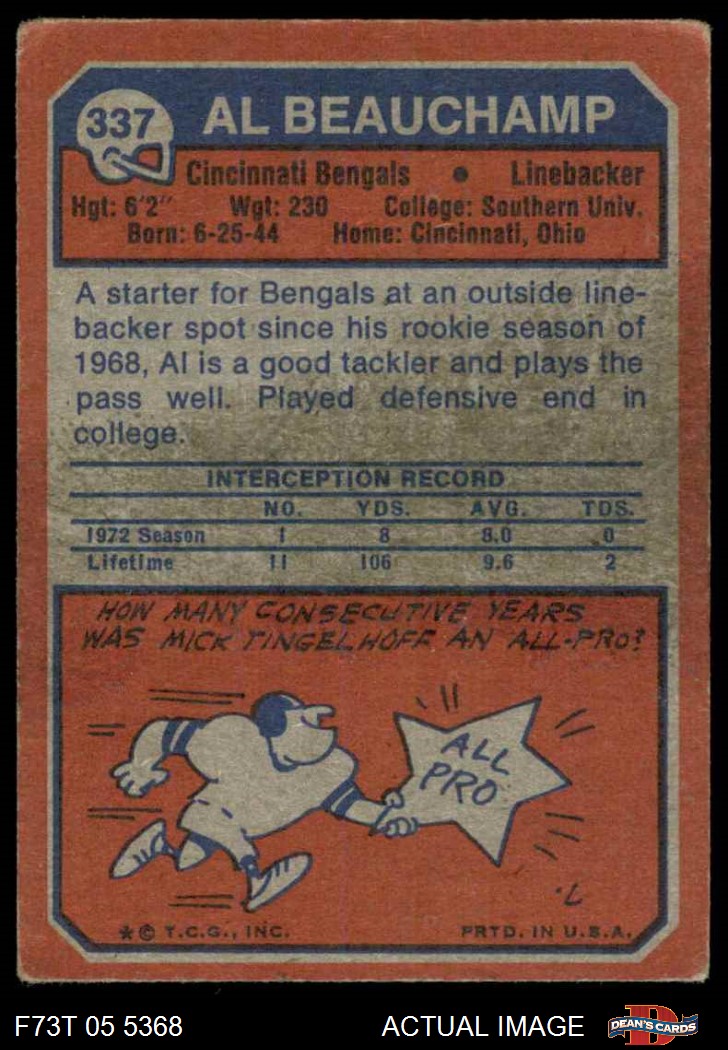 337
AL BEAUCHAMP
Cincinnati Bengals • Linebacker
Hgt: 6'2" Wgt: 230 College: Southern Univ.
Born: 6-25-44 Home: Cincinnati, Ohio
A starter for Bengals at an outside line-
backer spot since his rookie season of
1968, Al is a good tackler and plays the
pass well. Played defensive end in
college.
INTERCEPTION RECORD
NO. YDS. AVG. TDS.
1972 Season 1 8 8.0 0
Lifetime 11 106 9.6 2
HOW MANY CONSECUTIVE YEARS
WAS MICK TINGELHOFF AN ALL-PRO?
ALL
PRO
·L
★ © T.C.G., INC. PRTD. IN U.S.A.
F73T 05 5368 ACTUAL IMAGE D DEAN'S CARDS